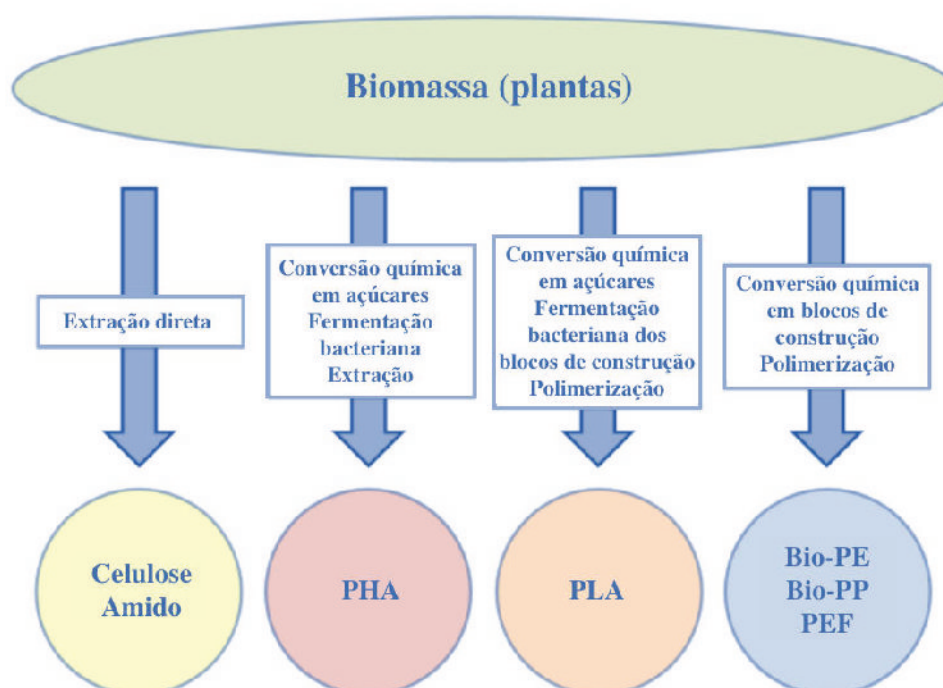 Biomassa (plantas)
Extração direta
Conversão química
em açúcares
Fermentação
bacteriana
Extração
Conversão química
em açúcares
Fermentação
bacteriana dos
blocos de construção
Polimerização
Conversão química
em blocos de
construção
Polimerização
Celulose
Amido
PHA
PLA
Bio-PE
Bio-PP
PEF